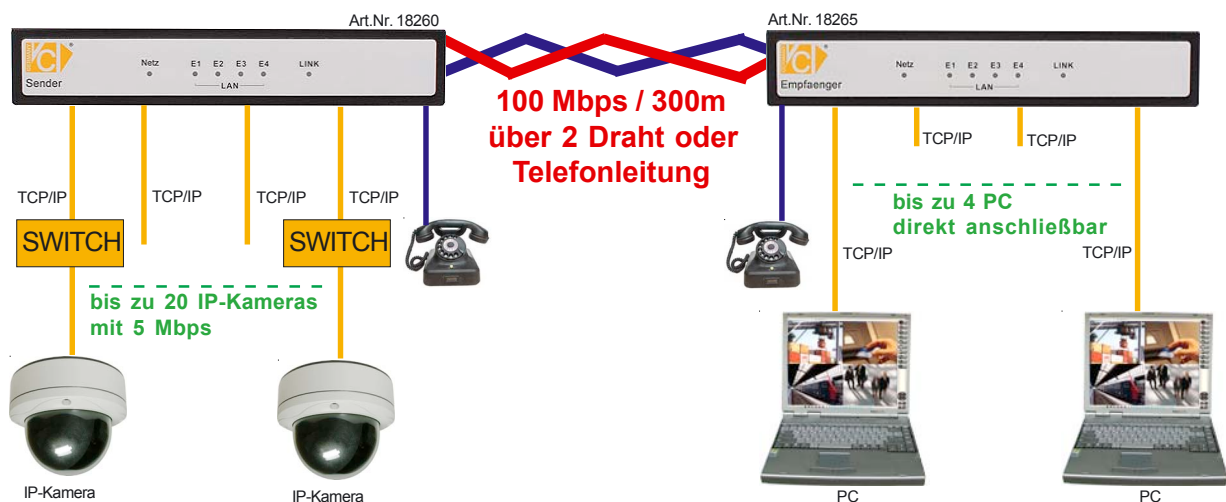 Art.Nr. 18260
Art.Nr. 18265
VC
Sender
Netz
E1 E2 E3 E4
LAN
LINK
VC
Empfaenger
Netz
E1 E2 E3 E4
LAN
LINK
100 Mbps / 300m
über 2 Draht oder
Telefonleitung
TCP/IP
TCP/IP
TCP/IP
TCP/IP
TCP/IP
TCP/IP
SWITCH
SWITCH
bis zu 4 PC
direkt anschließbar
TCP/IP
TCP/IP
bis zu 20 IP-Kameras
mit 5 Mbps
IP-Kamera
IP-Kamera
PC
PC